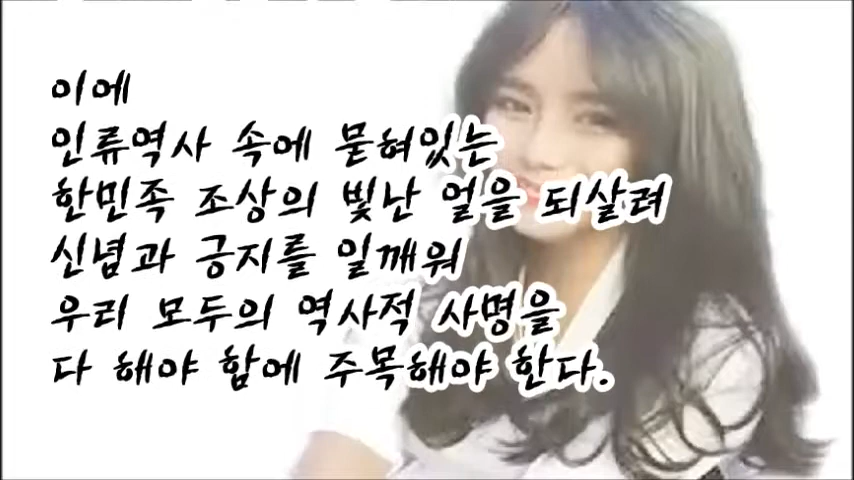 이에
인류역사 속에 묻혀있는
한민족 조상의 빛난 얼을 되살려
신념과 긍지를 일깨워
우리 모두의 역사적 사명을
다 해야 함에 주목해야 한다.